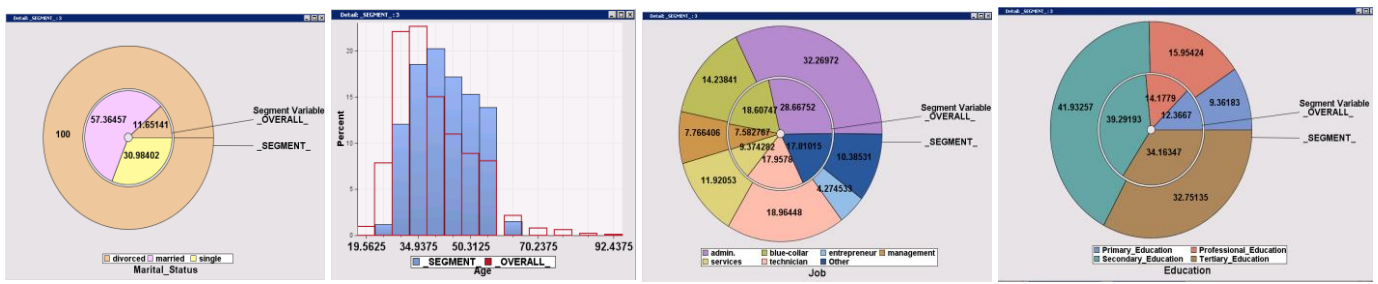 Detail: _SEGMENT_ : 3
100
57.36457
11.65141
30.98402
Segment Variable
_OVERALL_
_SEGMENT_
divorced
married
single
Marital_Status
Detail: _SEGMENT_ : 3
Percent
20
15
10
5
0
19.5625
34.9375
50.3125
70.2375
92.4375
_SEGMENT_
_OVERALL_
Age
Detail: _SEGMENT_ : 3
32.26972
14.23841
28.66752
18.60747
7.766406
7.582767
9.374282
17.81015
17.9578
10.38531
4.274533
11.92053
18.96448
Segment Variable
_OVERALL_
_SEGMENT_
admin.
blue-collar
entrepreneur
management
services
technician
Other
Job
Detail: _SEGMENT_ : 3
15.95424
41.93257
14.1779
9.36183
12.3667
39.29193
34.16347
32.75135
Segment Variable
_OVERALL_
_SEGMENT_
Primary_Education
Professional_Education
Secondary_Education
Tertiary_Education
Education